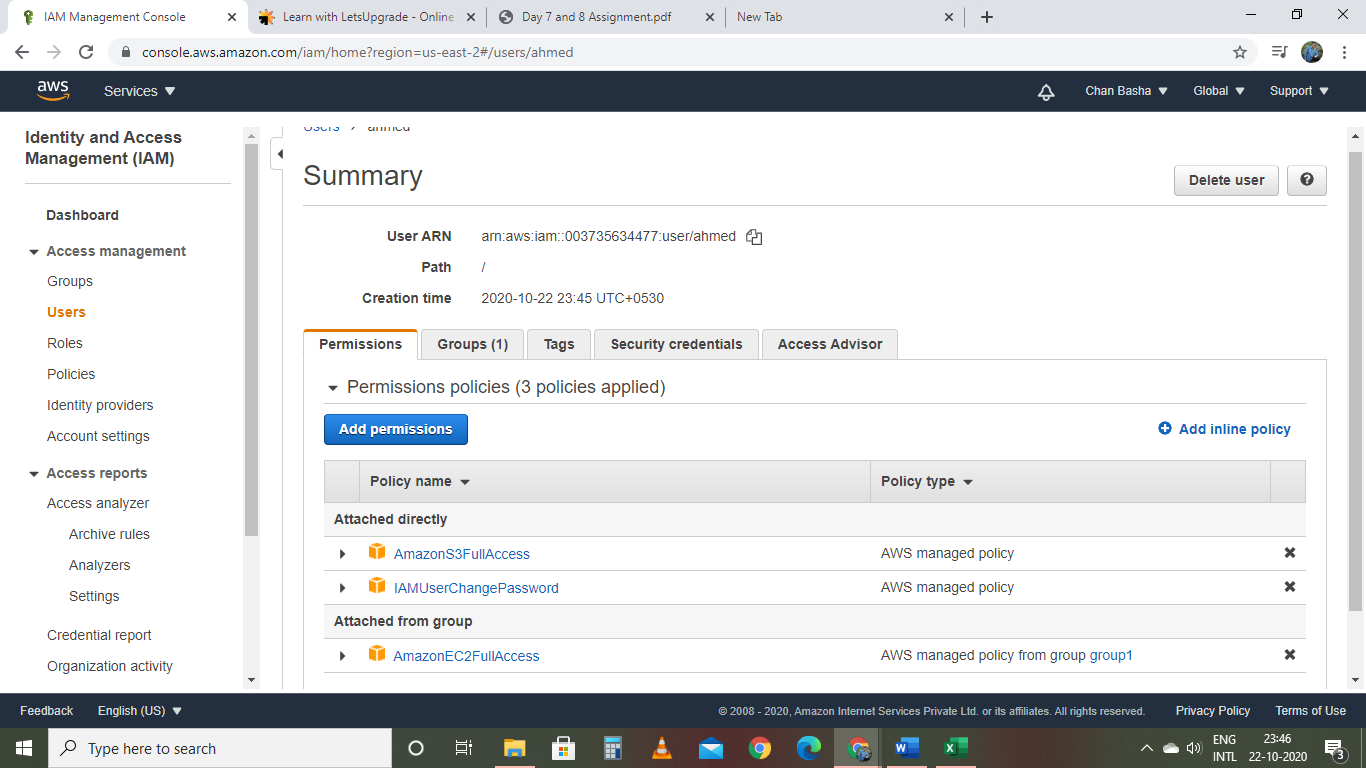 IAM Management Console
Learn with LetsUpgrade - Online
Day 7 and 8 Assignment.pdf
New Tab
console.aws.amazon.com/iam/home?region=us-east-2#/users/ahmed
aws
Services
Chan Basha
Global
Support
Identity and Access
Management (IAM)
Dashboard
Access management
Groups
Users
Roles
Policies
Identity providers
Account settings
Access reports
Access analyzer
Archive rules
Analyzers
Settings
Credential report
Organization activity
Users > ahmed
Summary
Delete user
User ARN arn:aws:iam::003735634477:user/ahmed
Path /
Creation time 2020-10-22 23:45 UTC+0530
Permissions
Groups (1)
Tags
Security credentials
Access Advisor
Permissions policies (3 policies applied)
Add permissions
Add inline policy
Policy name Policy type
Attached directly
AmazonS3FullAccess AWS managed policy
IAMUserChangePassword AWS managed policy
Attached from group
AmazonEC2FullAccess AWS managed policy from group group1
Feedback
English (US)
© 2008 - 2020, Amazon Internet Services Private Ltd. or its affiliates. All rights reserved.
Privacy Policy
Terms of Use
Type here to search
ENG
INTL
23:46
22-10-2020
3